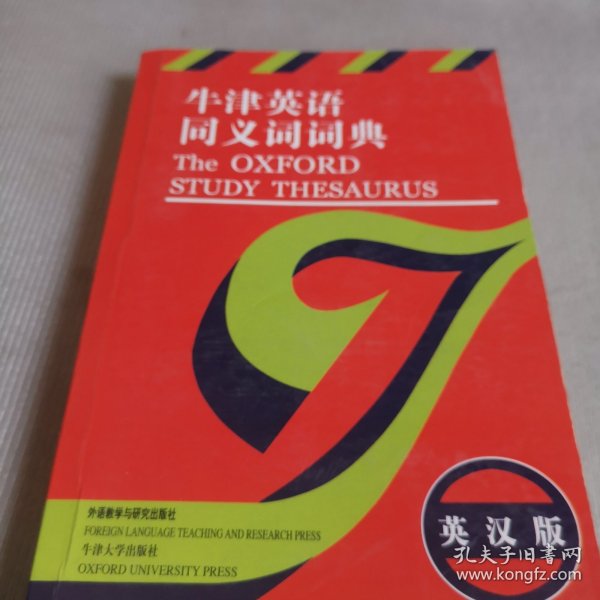 牛津英语
同义词词典
The OXFORD
STUDY THESAURUS
外语教学与研究出版社
FOREIGN LANGUAGE TEACHING AND RESEARCH PRESS
牛津大学出版社
OXFORD UNIVERSITY PRESS
英汉版
孔夫子旧书网
www.kongfz.com